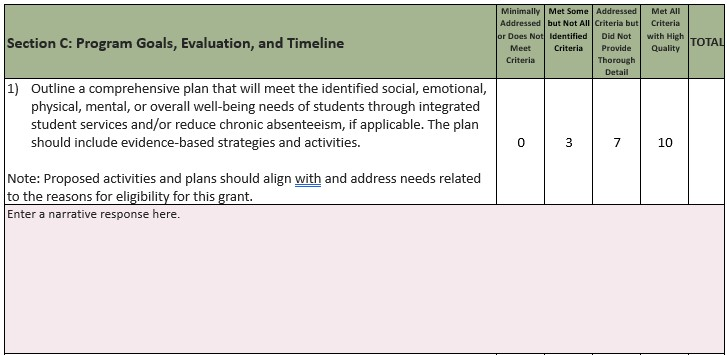 Section C: Program Goals, Evaluation, and Timeline
Minimally
Addressed
or Does Not
Meet
Criteria
Met Some
but Not All
Identified
Criteria
Addressed
Criteria but
Did Not
Provide
Thorough
Detail
Met All
Criteria
with High
Quality
TOTAL
1) Outline a comprehensive plan that will meet the identified social, emotional,
physical, mental, or overall well-being needs of students through integrated
student services and/or reduce chronic absenteeism, if applicable. The plan
should include evidence-based strategies and activities.
Note: Proposed activities and plans should align with and address needs related
to the reasons for eligibility for this grant.
0 3 7 10
Enter a narrative response here.